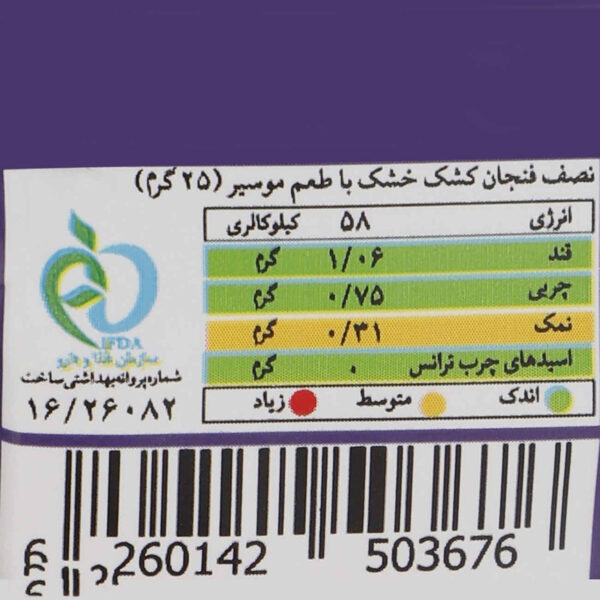 نصف فنجان کشک خشک با طعم موسیر (۲۵ گرم)
انرژی ۵۸ کیلوکالری
قند ۱/۰۶ گرم
چربی ۰/۷۵ گرم
نمک ۰/۳۱ گرم
اسیدهای چرب ترانس ۰ گرم
اندک متوسط زیاد
IFDA
سازمان غذا و دارو
شماره پروانه بهداشتی ساخت
۱۶/۲۶۰۸۲
260142 503676